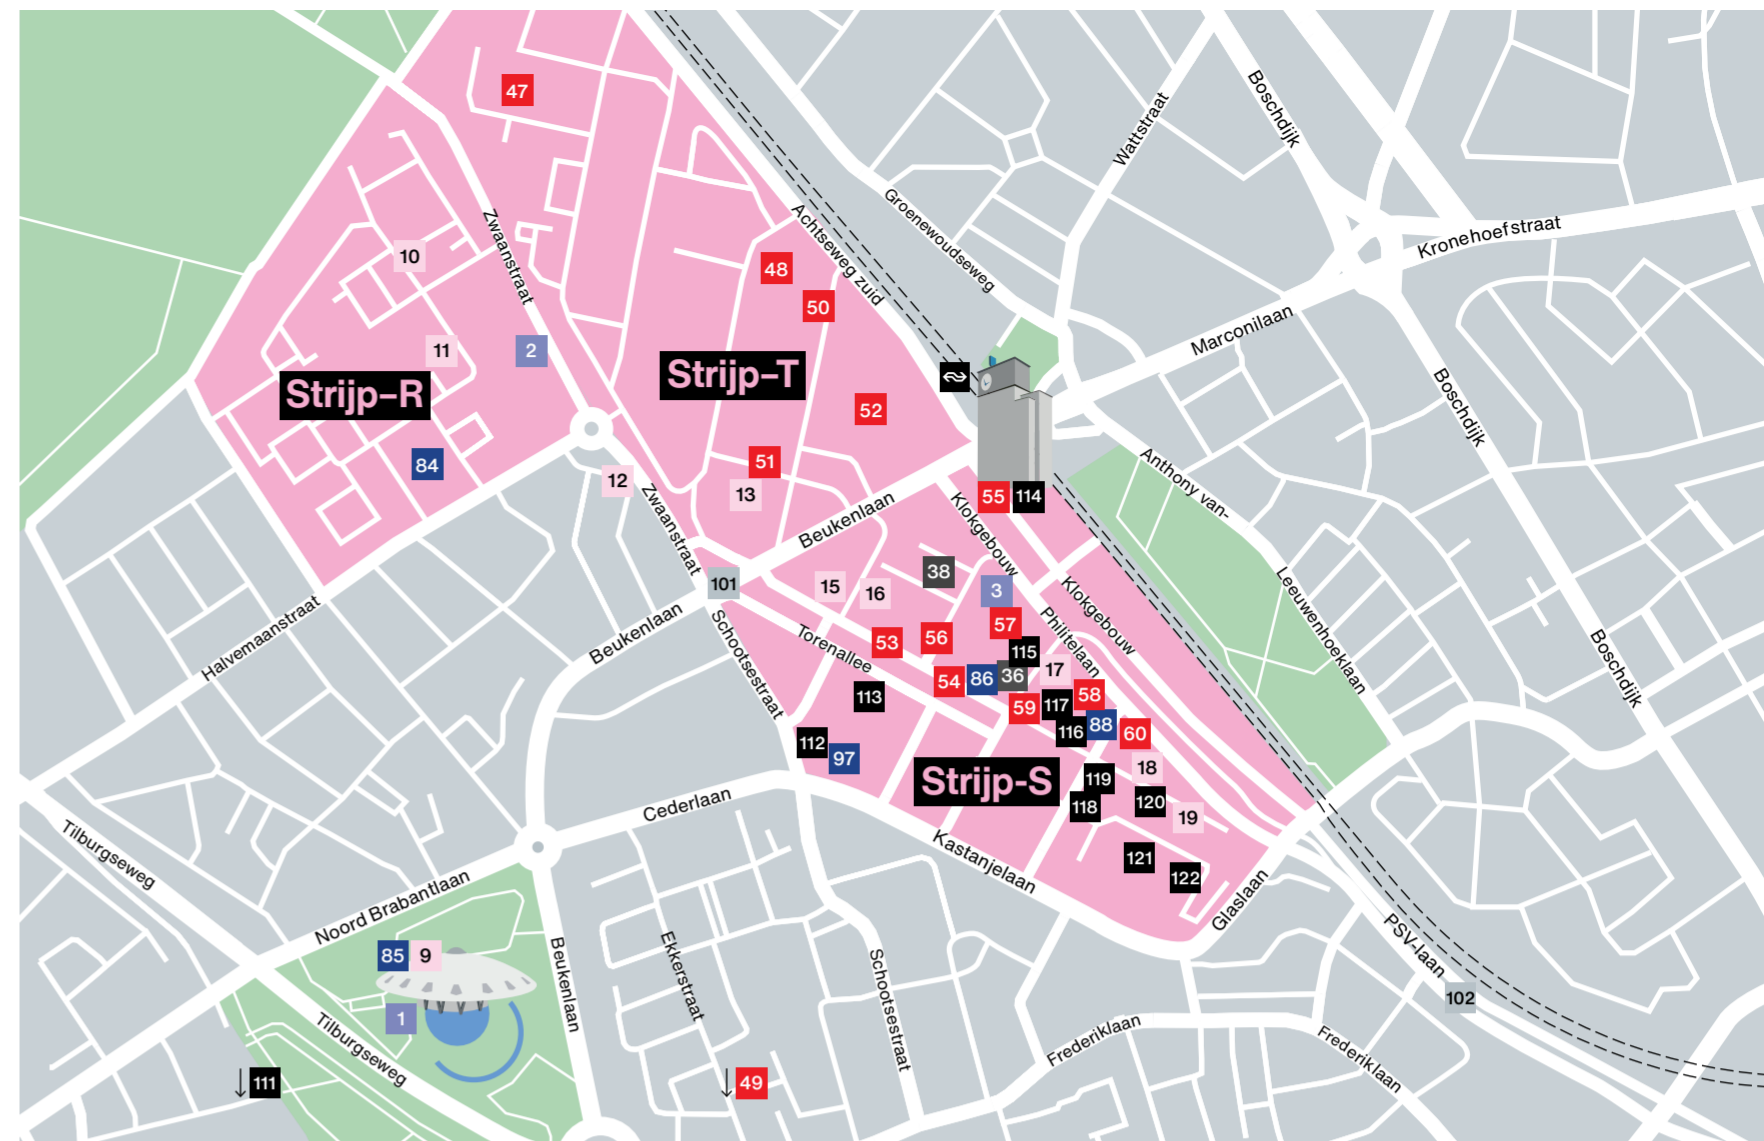 47
Boschdijk
Wattstraat
Groenewoudseweg
Achtseweg zuid
Zwaanstraat
Kronehoefstraat
10
48
50
Marconilaan
11
2
Strijp–T
Strijp–R
52
Boschdijk
84
51
12
13
55
114
Anthony van-
Zwaanstraat
Beukenlaan
Klokgebouw
38
101
15
16
3
Klokgebouw
Leeuwenhoeklaan
Halvemaanstraat
Beukenlaan
Schootsestraat
Torenallee
53
56
57
Philitelaan
115
54
86
36
17
113
59
117
58
Boschdijk
116
88
60
112
97
Strijp-S
18
119
118
120
19
Cederlaan
Tilburgseweg
Kastanjelaan
121
122
Glaslaan
Noord Brabantlaan
85
9
Beukenlaan
Ekkerstraat
Schootsestraat
PSV-laan
102
1
Tilburgseweg
Frederiklaan
Frederiklaan
↓ 111
↓ 49